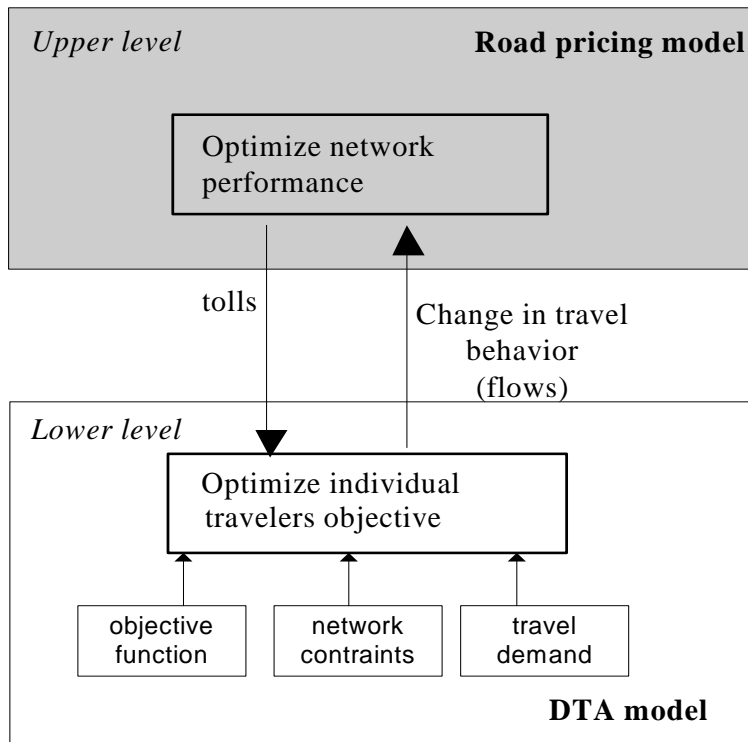 Upper level
Road pricing model
Optimize network
performance
tolls
Change in travel
behavior
(flows)
Lower level
Optimize individual
travelers objective
objective
function
network
contraints
travel
demand
DTA model